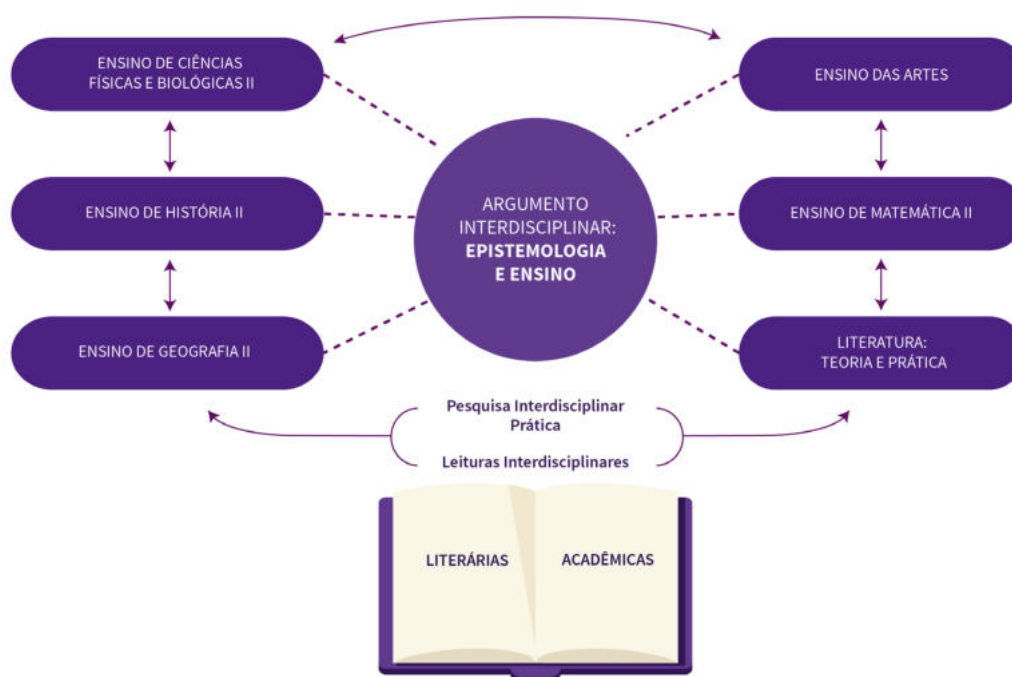 ENSINO DE CIÊNCIAS
FÍSICAS E BIOLÓGICAS II
ENSINO DAS ARTES
ENSINO DE HISTÓRIA II
ARGUMENTO
INTERDISCIPLINAR:
EPISTEMOLOGIA
E ENSINO
ENSINO DE MATEMÁTICA II
ENSINO DE GEOGRAFIA II
LITERATURA:
TEORIA E PRÁTICA
Pesquisa Interdisciplinar
Prática
Leituras Interdisciplinares
LITERÁRIAS
ACADÊMICAS